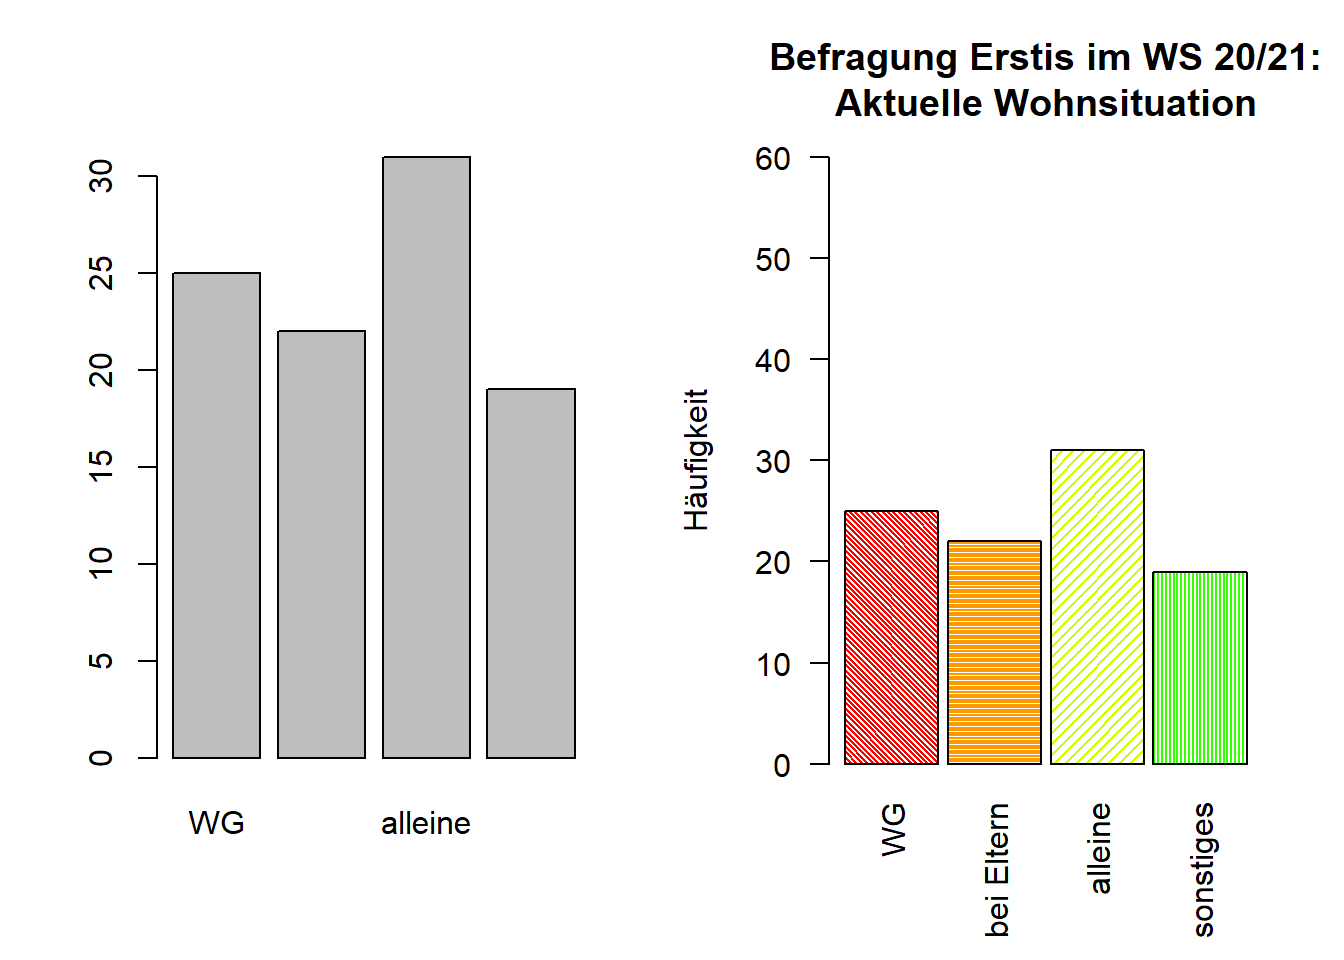 30
25
20
15
10
5
0
WG
alleine
Befragung Erstis im WS 20/21:
Aktuelle Wohnsituation
Häufigkeit
60
50
40
30
20
10
0
WG
bei Eltern
alleine
sonstiges